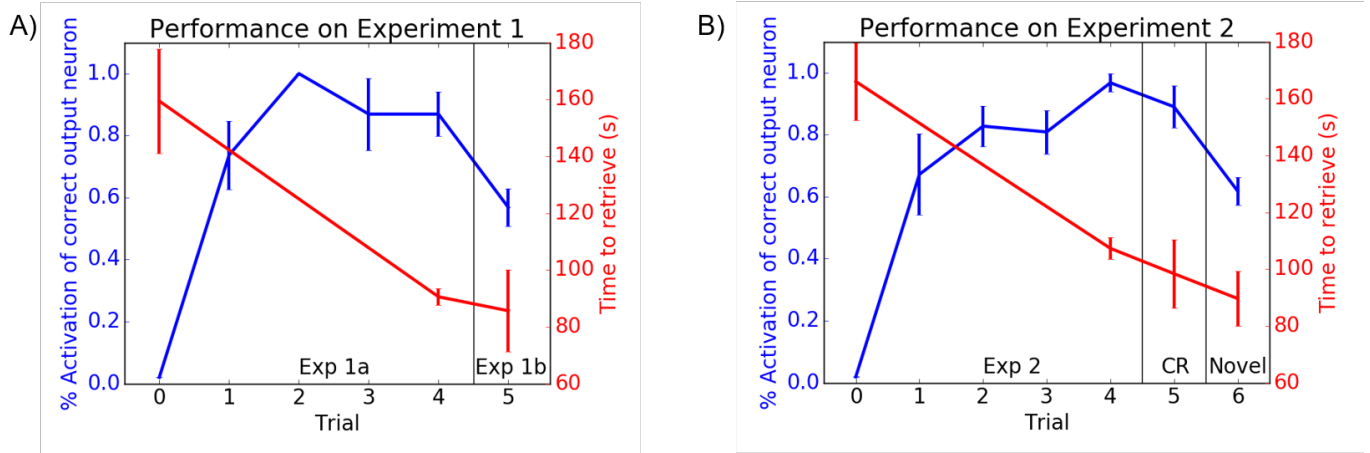 A)
Performance on Experiment 1
% Activation of correct output neuron
1.0
0.8
0.6
0.4
0.2
0.0
180
160
140
120
100
80
60
Time to retrieve (s)
Exp 1a
Exp 1b
0 1 2 3 4 5
Trial
B)
Performance on Experiment 2
% Activation of correct output neuron
1.0
0.8
0.6
0.4
0.2
0.0
180
160
140
120
100
80
60
Time to retrieve (s)
Exp 2
CR
Novel
0 1 2 3 4 5 6
Trial